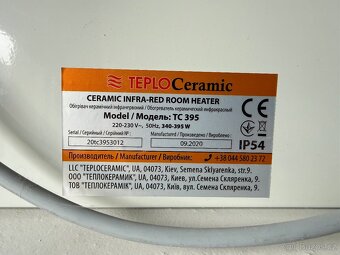 TEPLOCeramic
CERAMIC INFRA-RED ROOM HEATER
Обігрівач керамічний інфрачервоний / Обогреватель керамический инфракрасный
Model / Модель: TC 395
220-230 V~, 50Hz, 340-395 W
Serial / Серійний / Серийный №:
Manufactured / Вироблено / Произведено
20tc3953012
09.2020
CE
IP54
Производитель / Manufacturer / Виробник: +38 044 580 23 72
LLC "TEPLOCERAMIC", UA, 04073, Kiev, Semena Sklyarenka, str. 9.
ООО "ТЕПЛОКЕРАМИК", UA, 04073, Киев, ул. Семена Скляренка, 9.
ТОВ "ТЕПЛОКЕРАМІК", UA, 04073, Київ, вул. Семена Скляренка, 9.